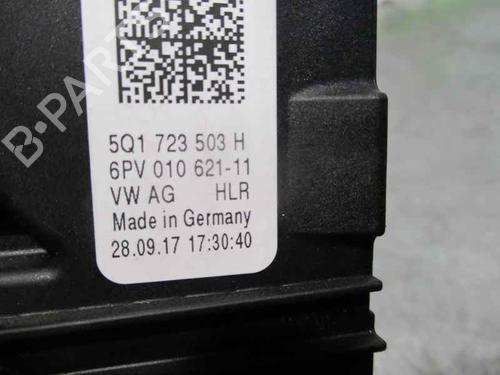 B-PARTS
5Q1 723 503 H
6PV 010 621-11
VW AG HLR
Made in Germany
28.09.17 17:30:40